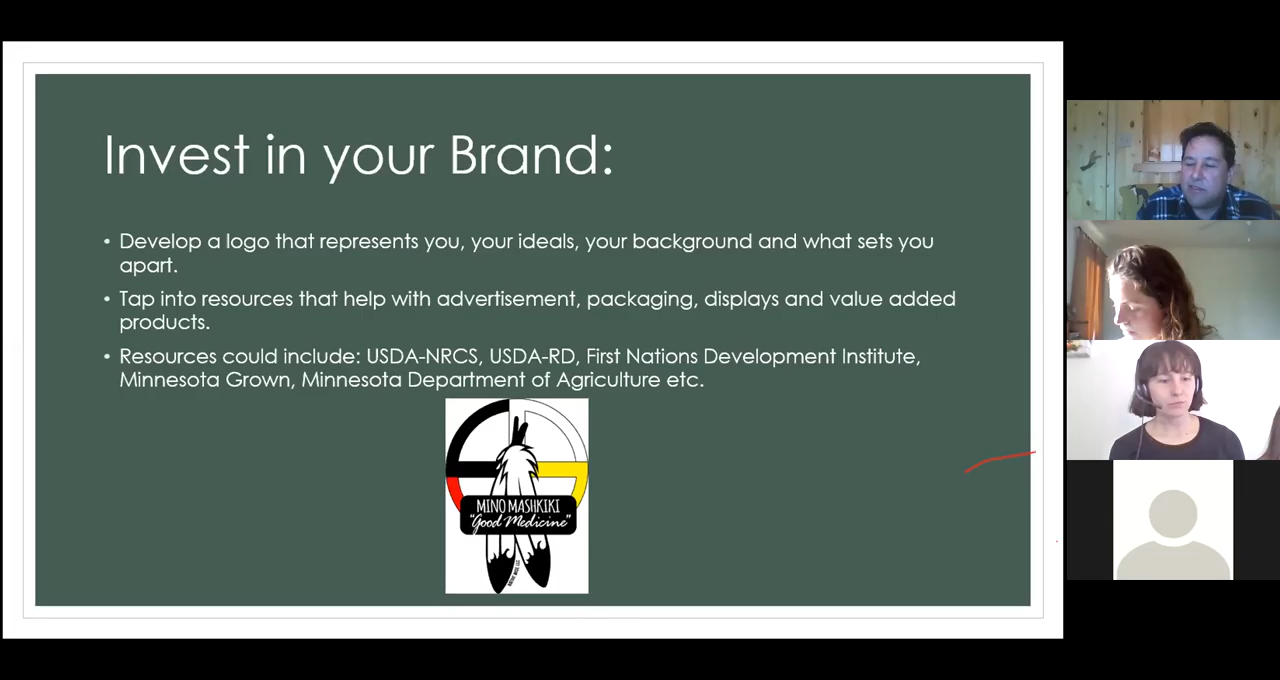 Invest in your Brand:
• Develop a logo that represents you, your ideals, your background and what sets you
apart.
• Tap into resources that help with advertisement, packaging, displays and value added
products.
• Resources could include: USDA-NRCS, USDA-RD, First Nations Development Institute,
Minnesota Grown, Minnesota Department of Agriculture etc.
MINO MASHKIKI
"Good Medicine"